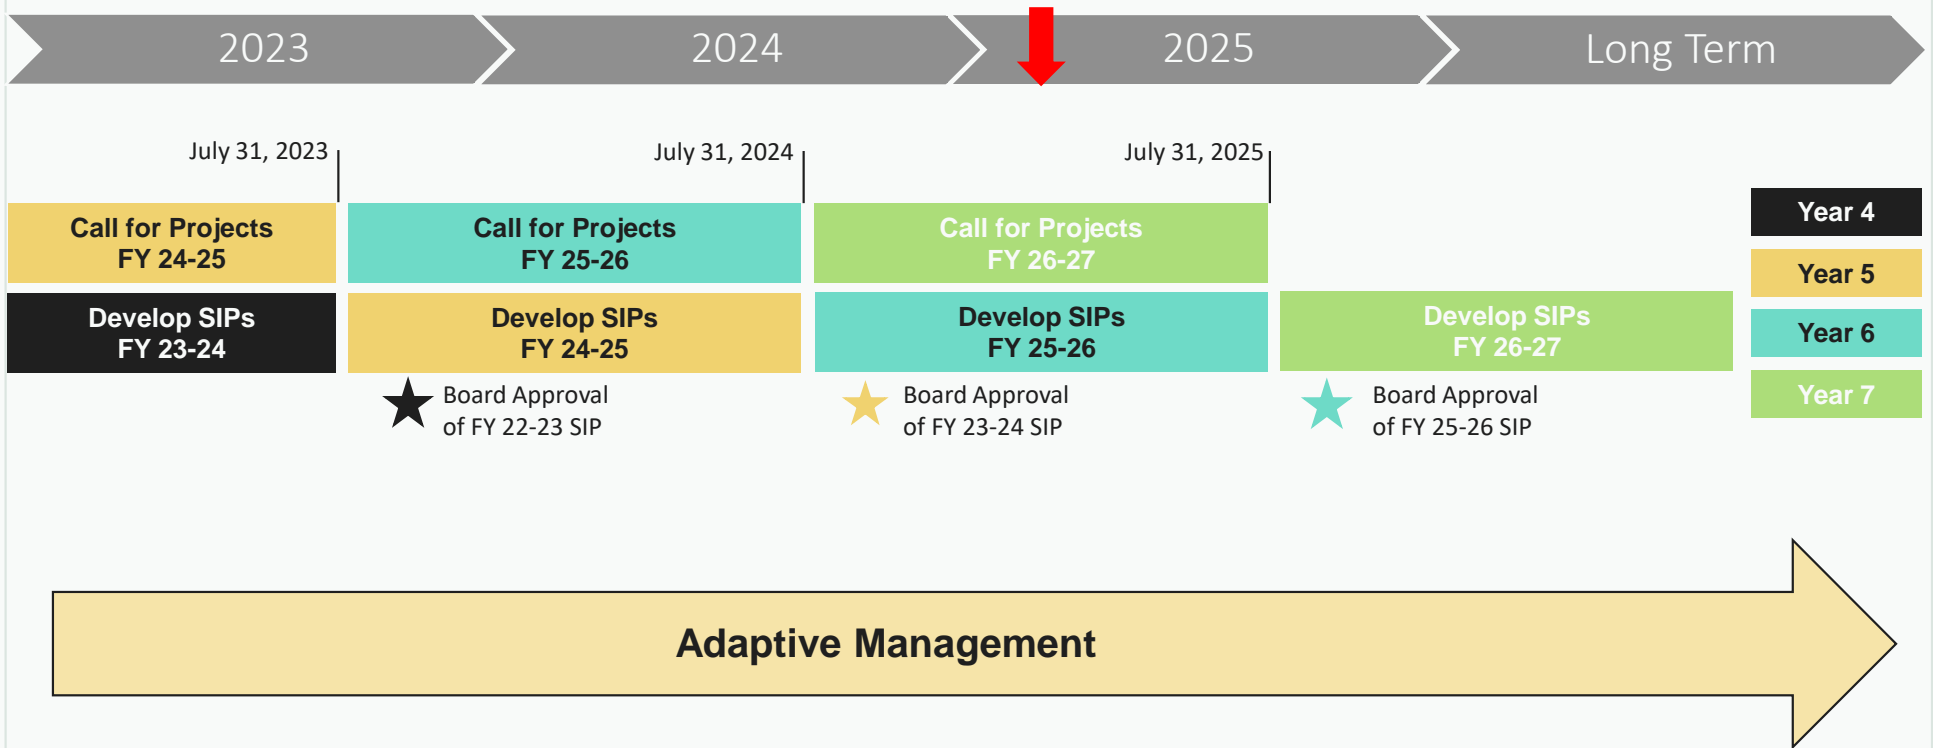 2023
2024
2025
Long Term
July 31, 2023
July 31, 2024
July 31, 2025
Call for Projects
FY 24-25
Call for Projects
FY 25-26
Call for Projects
FY 26-27
Develop SIPs
FY 23-24
Develop SIPs
FY 24-25
Develop SIPs
FY 25-26
Develop SIPs
FY 26-27
Year 4
Year 5
Year 6
Year 7
Board Approval
of FY 22-23 SIP
Board Approval
of FY 23-24 SIP
Board Approval
of FY 25-26 SIP
Adaptive Management